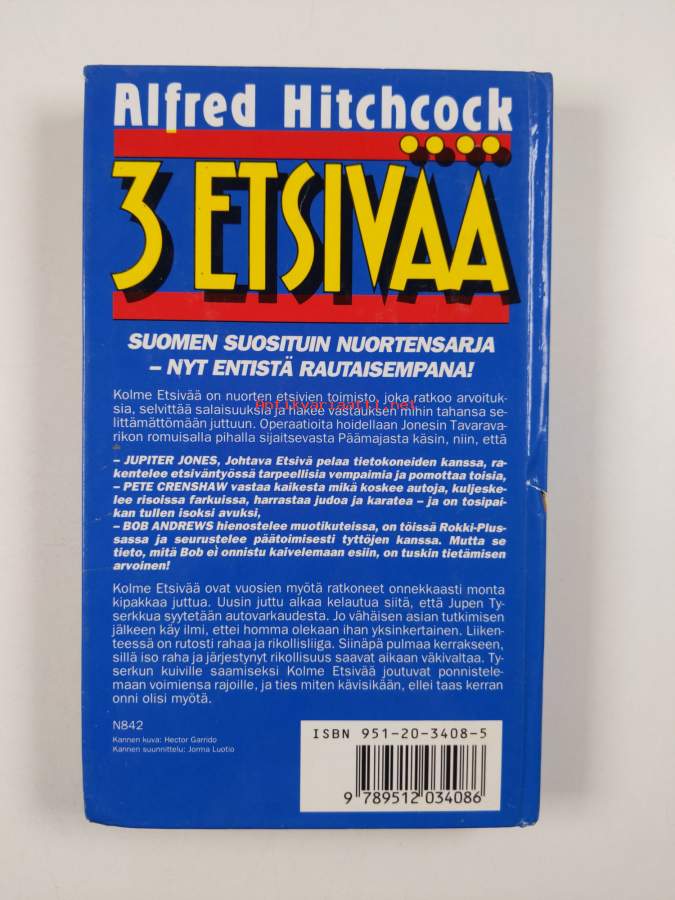 Alfred Hitchcock
3 ETSIVÄÄ
SUOMEN SUOSITUIN NUORTENSARJA
– NYT ENTISTÄ RAUTAISEMPANA!
Kolme Etsivää on nuorten etsivien toimisto, joka ratkoo arvoituk-
sia, selvittää salaisuuksia ja hakee vastauksen mihin tahansa se-
Antikvariaatti.net
littämättömään juttuun. Operaatioita hoidellaan Jonesin Tavarava-
rikon romuisalla pihalla sijaitsevasta Päämajasta käsin, niin, että
– JUPITER JONES, Johtava Etsivä pelaa tietokoneiden kanssa, ra-
kentelee etsiväntyössä tarpeellisia vempaimia ja pomottaa toisia,
– PETE CRENSHAW vastaa kaikesta mikä koskee autoja, kuljeske-
lee risoissa farkuissa, harrastaa judoa ja karatea – ja on tosipai-
kan tullen isoksi avuksi,
– BOB ANDREWS hienostelee muotikuteissa, on töissä Rokki-Plus-
sassa ja seurustelee päätoimisesti tyttöjen kanssa. Mutta se
tieto, mitä Bob ei onnistu kaivelemaan esiin, on tuskin tietämisen
arvoinen!
Kolme Etsivää ovat vuosien myötä ratkoneet onnekkaasti monta
kipakkaa juttua. Uusin juttu alkaa kelautua siitä, että Jupen Ty-
serkkua syytetään autovarkaudesta. Jo vähäisen asian tutkimisen
jälkeen käy ilmi, ettei homma olekaan ihan yksinkertainen. Liiken-
teessä on rutosti rahaa ja rikollisliiga. Siinäpä pulmaa kerrakseen,
sillä iso raha ja järjestynyt rikollisuus saavat aikaan väkivaltaa. Ty-
serkun kuiville saamiseksi Kolme Etsivää joutuvat ponnistele-
maan voimiensa rajoille, ja ties miten kävisikään, ellei taas kerran
onni olisi myötä.
N842
Kannen kuva: Hector Garrido
Kannen suunnittelu: Jorma Luotio
ISBN 951-20-3408-5
9 789512 034086